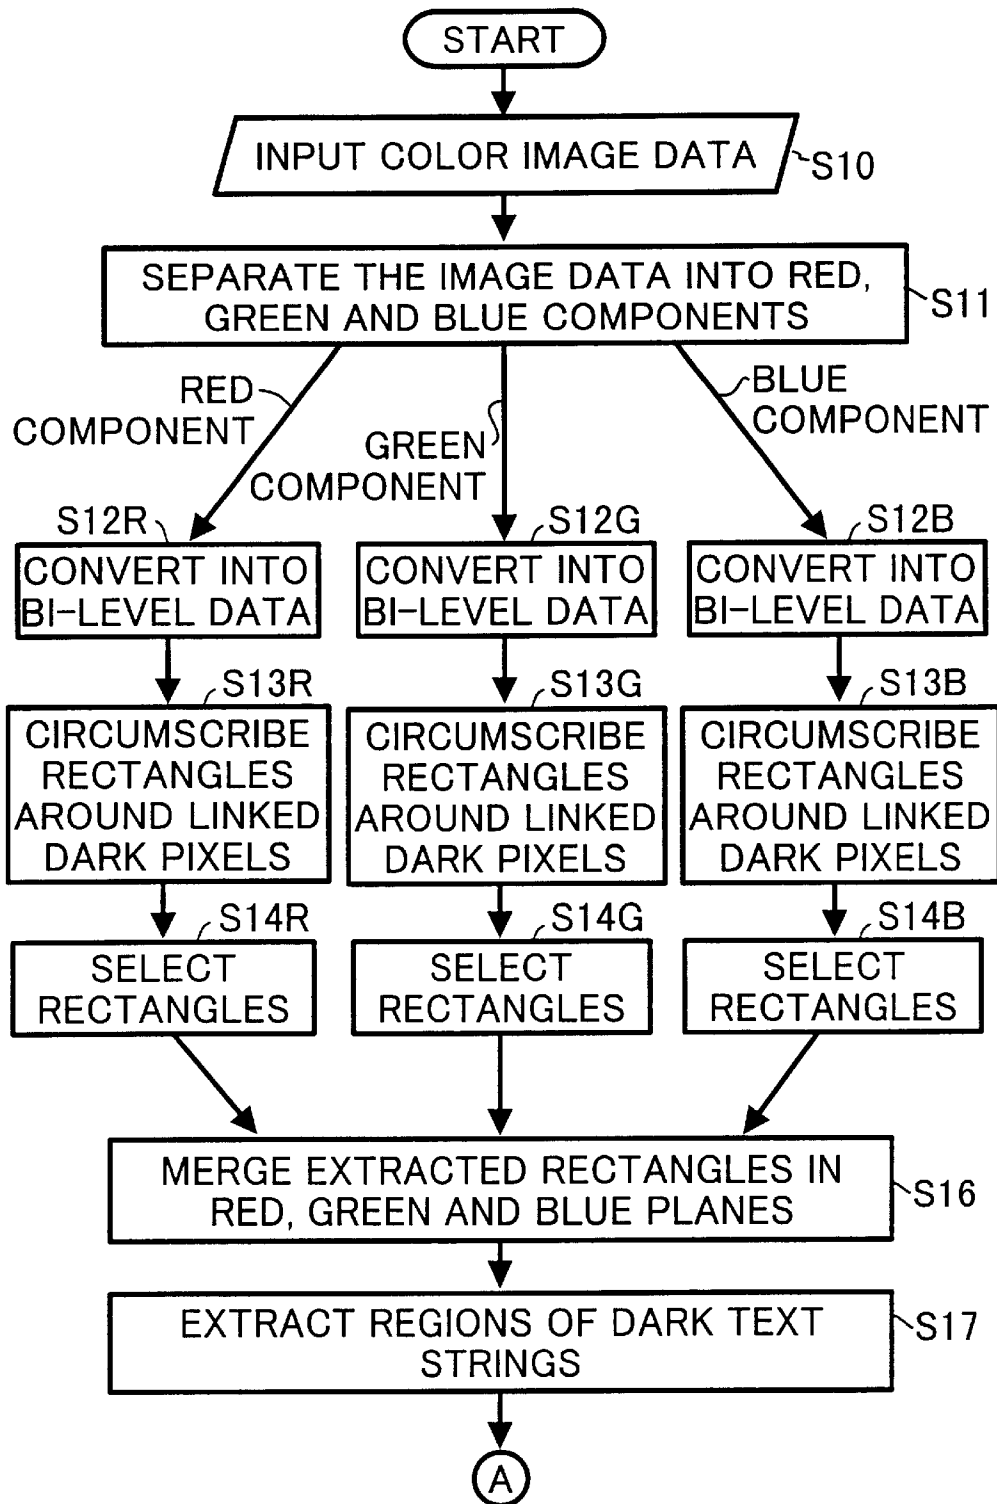 START
INPUT COLOR IMAGE DATA
S10
SEPARATE THE IMAGE DATA INTO RED,
GREEN AND BLUE COMPONENTS
S11
RED
COMPONENT
GREEN
COMPONENT
BLUE
COMPONENT
S12R
CONVERT INTO
BI-LEVEL DATA
S12G
CONVERT INTO
BI-LEVEL DATA
S12B
CONVERT INTO
BI-LEVEL DATA
S13R
CIRCUMSCRIBE
RECTANGLES
AROUND LINKED
DARK PIXELS
S13G
CIRCUMSCRIBE
RECTANGLES
AROUND LINKED
DARK PIXELS
S13B
CIRCUMSCRIBE
RECTANGLES
AROUND LINKED
DARK PIXELS
S14R
SELECT
RECTANGLES
S14G
SELECT
RECTANGLES
S14B
SELECT
RECTANGLES
MERGE EXTRACTED RECTANGLES IN
RED, GREEN AND BLUE PLANES
S16
EXTRACT REGIONS OF DARK TEXT
STRINGS
S17
A